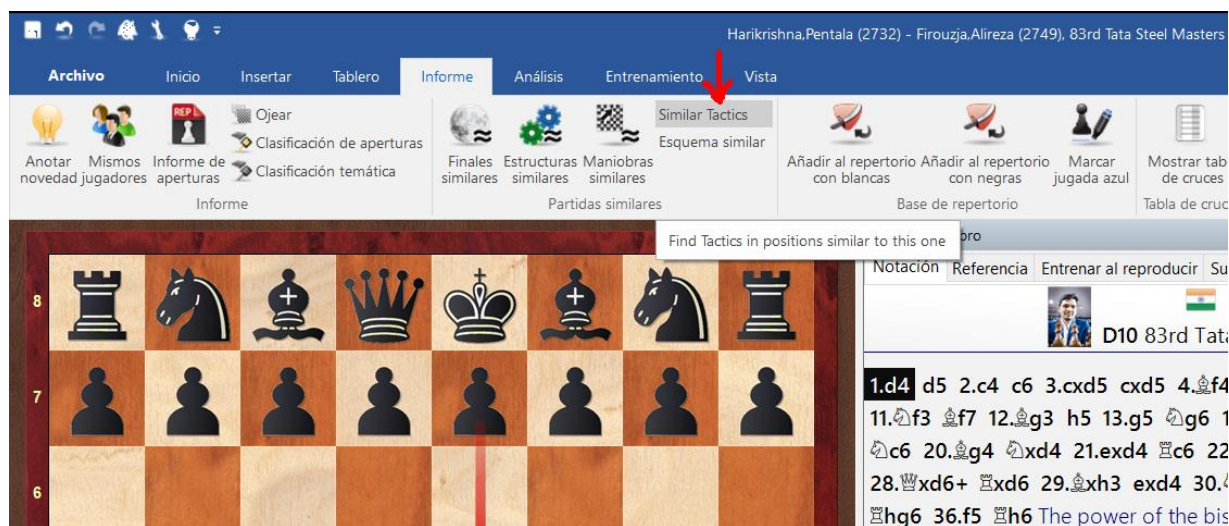 Harikrishna,Pentala (2732) - Firouzja,Alireza (2749), 83rd Tata Steel Masters
Archivo Inicio Insertar Tablero Informe Análisis Entrenamiento Vista
Anotar novedad
Mismos jugadores
REP
Informe de aperturas
Ojear
Clasificación de aperturas
Clasificación temática
Informe
Finales similares
Estructuras similares
Maniobras similares
Similar Tactics
Esquema similar
Partidas similares
Añadir al repertorio con blancas
Añadir al repertorio con negras
Marcar jugada azul
Base de repertorio
Mostrar tab
de cruces
Tabla de cruc
Find Tactics in positions similar to this one
bro
Notación Referencia Entrenar al reproducir Su
D10 83rd Tata
1.d4 d5 2.c4 c6 3.cxd5 cxd5 4.♗f4
11.♘f3 ♗f7 12.♗g3 h5 13.g5 ♘g6 1
♘c6 20.♗g4 ♘xd4 21.exd4 ♖c6 22
28.♕xd6+ ♖xd6 29.♗xh3 exd4 30.♘
♖hg6 36.f5 ♖h6 The power of the bis
8
7
6